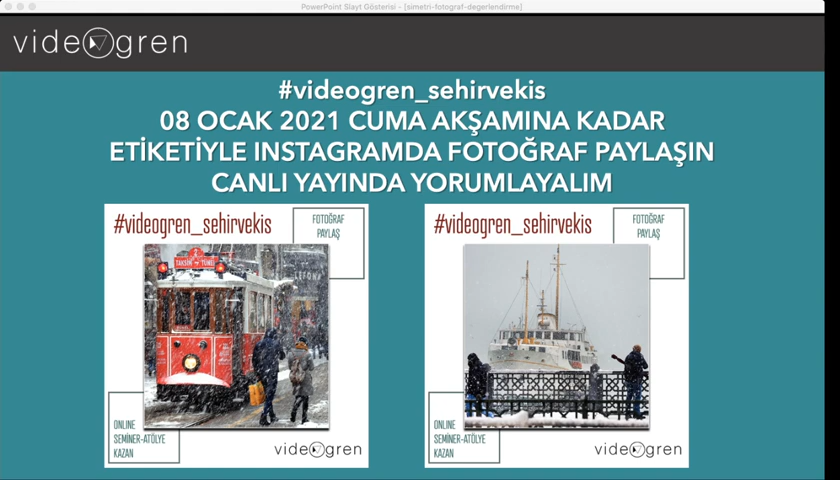 PowerPoint Slayt Gösterisi - [simetri-fotograf-degerlendirme]
videogren
#videogren_sehirvekis
08 OCAK 2021 CUMA AKŞAMINA KADAR
ETİKETİYLE INSTAGRAMDA FOTOĞRAF PAYLAŞIN
CANLI YAYINDA YORUMLAYALIM
#videogren_sehirvekis
FOTOĞRAF
PAYLAŞ
TAKSİM
TÜNEL
ONLINE
SEMİNER-ATÖLYE
KAZAN
videogren
#videogren_sehirvekis
FOTOĞRAF
PAYLAŞ
ONLINE
SEMİNER-ATÖLYE
KAZAN
videogren